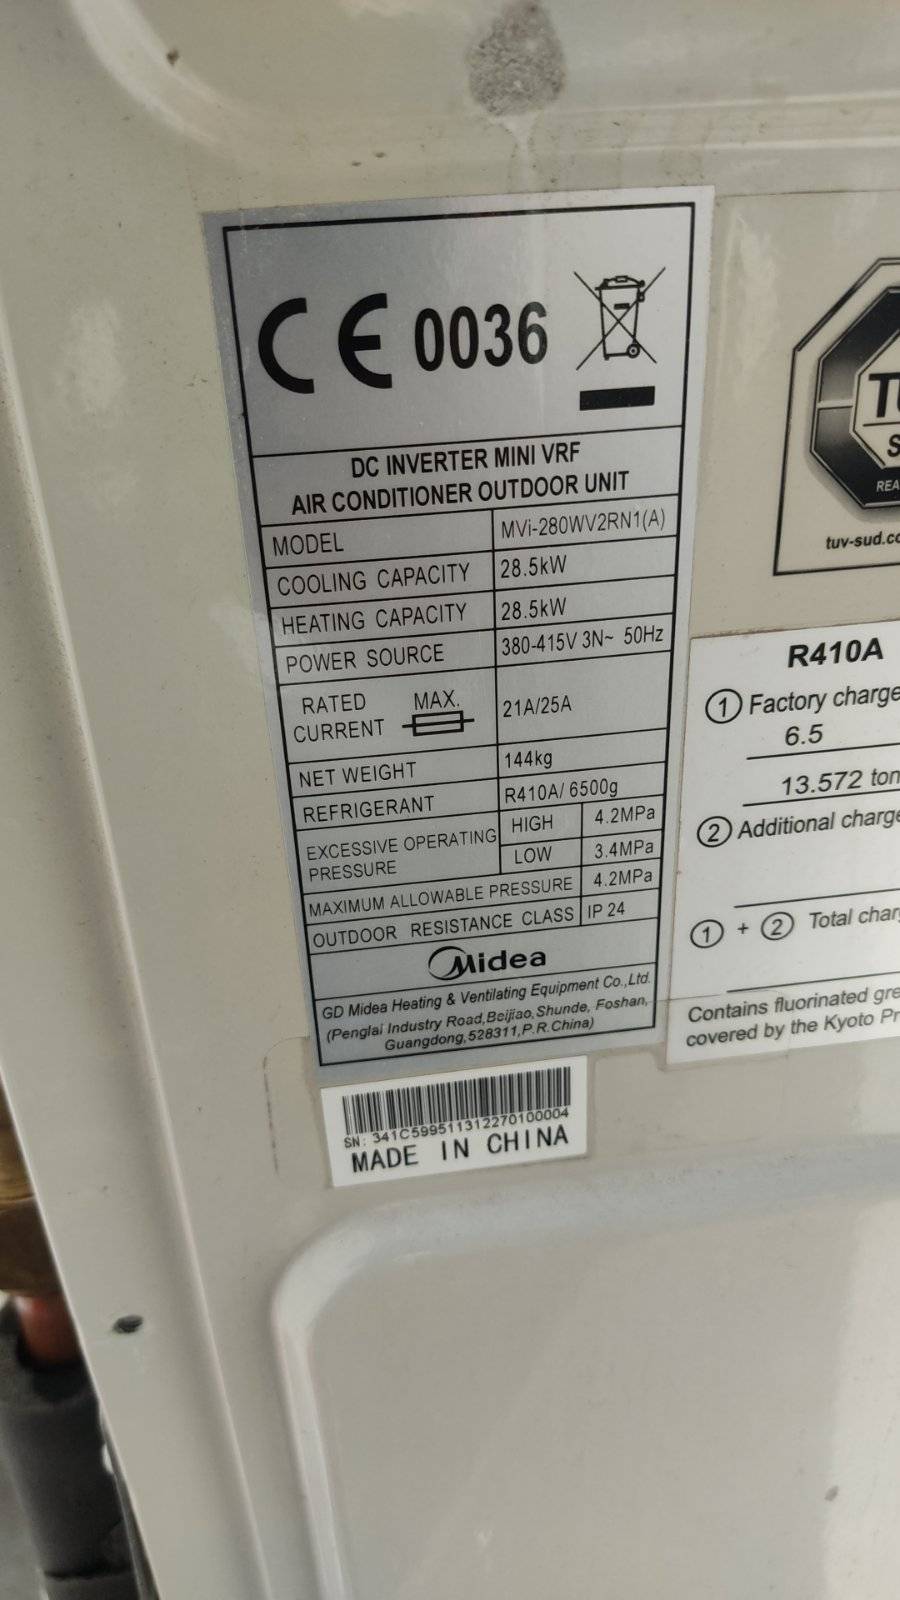 CE 0036
DC INVERTER MINI VRF
AIR CONDITIONER OUTDOOR UNIT
MODEL MVi-280WV2RN1(A)
COOLING CAPACITY 28.5kW
HEATING CAPACITY 28.5kW
POWER SOURCE 380-415V 3N~ 50Hz
RATED CURRENT MAX. 21A/25A
NET WEIGHT 144kg
REFRIGERANT R410A/ 6500g
EXCESSIVE OPERATING PRESSURE HIGH 4.2MPa
LOW 3.4MPa
MAXIMUM ALLOWABLE PRESSURE 4.2MPa
OUTDOOR RESISTANCE CLASS IP 24
Midea
GD Midea Heating & Ventilating Equipment Co.,Ltd.
(Penglai Industry Road,Beijiao,Shunde, Foshan,
Guangdong,528311,P.R.China)
SN: 341C599511312270100004
MADE IN CHINA
tuv-sud.co
R410A
① Factory charge
6.5
13.572 ton
② Additional charge
① + ② Total char
Contains fluorinated gre
covered by the Kyoto Pr